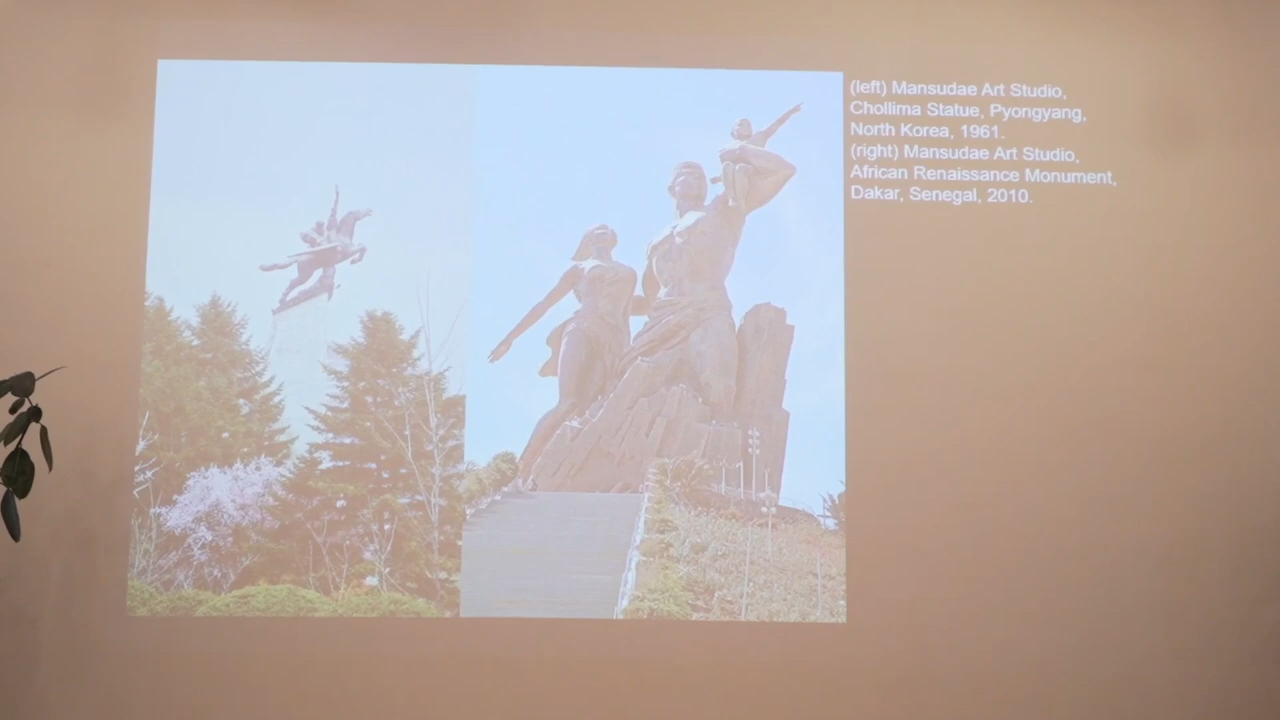 (left) Mansudae Art Studio,
Chollima Statue, Pyongyang,
North Korea, 1961.
(right) Mansudae Art Studio,
African Renaissance Monument,
Dakar, Senegal, 2010.